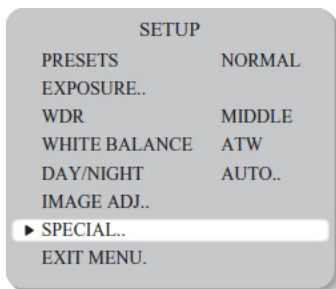 SETUP
PRESETS NORMAL
EXPOSURE..
WDR MIDDLE
WHITE BALANCE ATW
DAY/NIGHT AUTO..
IMAGE ADJ..
▶ SPECIAL..
EXIT MENU.